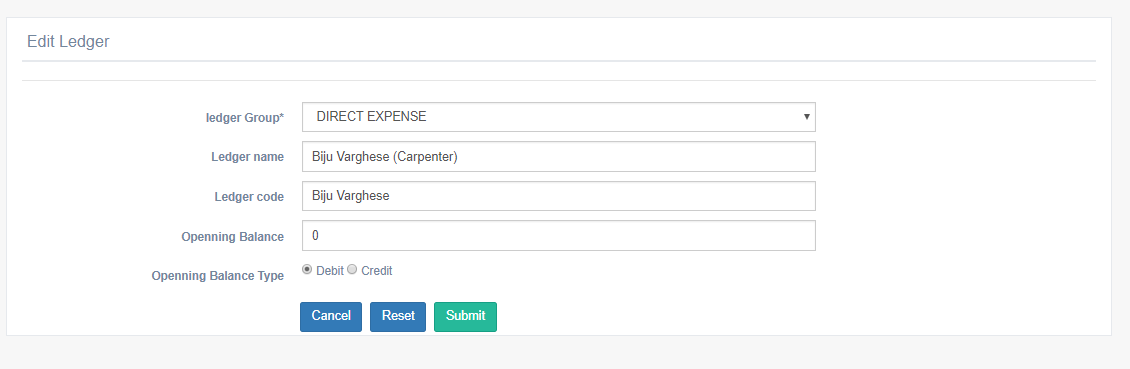 Edit Ledger
ledger Group* DIRECT EXPENSE
Ledger name Biju Varghese (Carpenter)
Ledger code Biju Varghese
Openning Balance 0
Openning Balance Type Debit Credit
Cancel Reset Submit